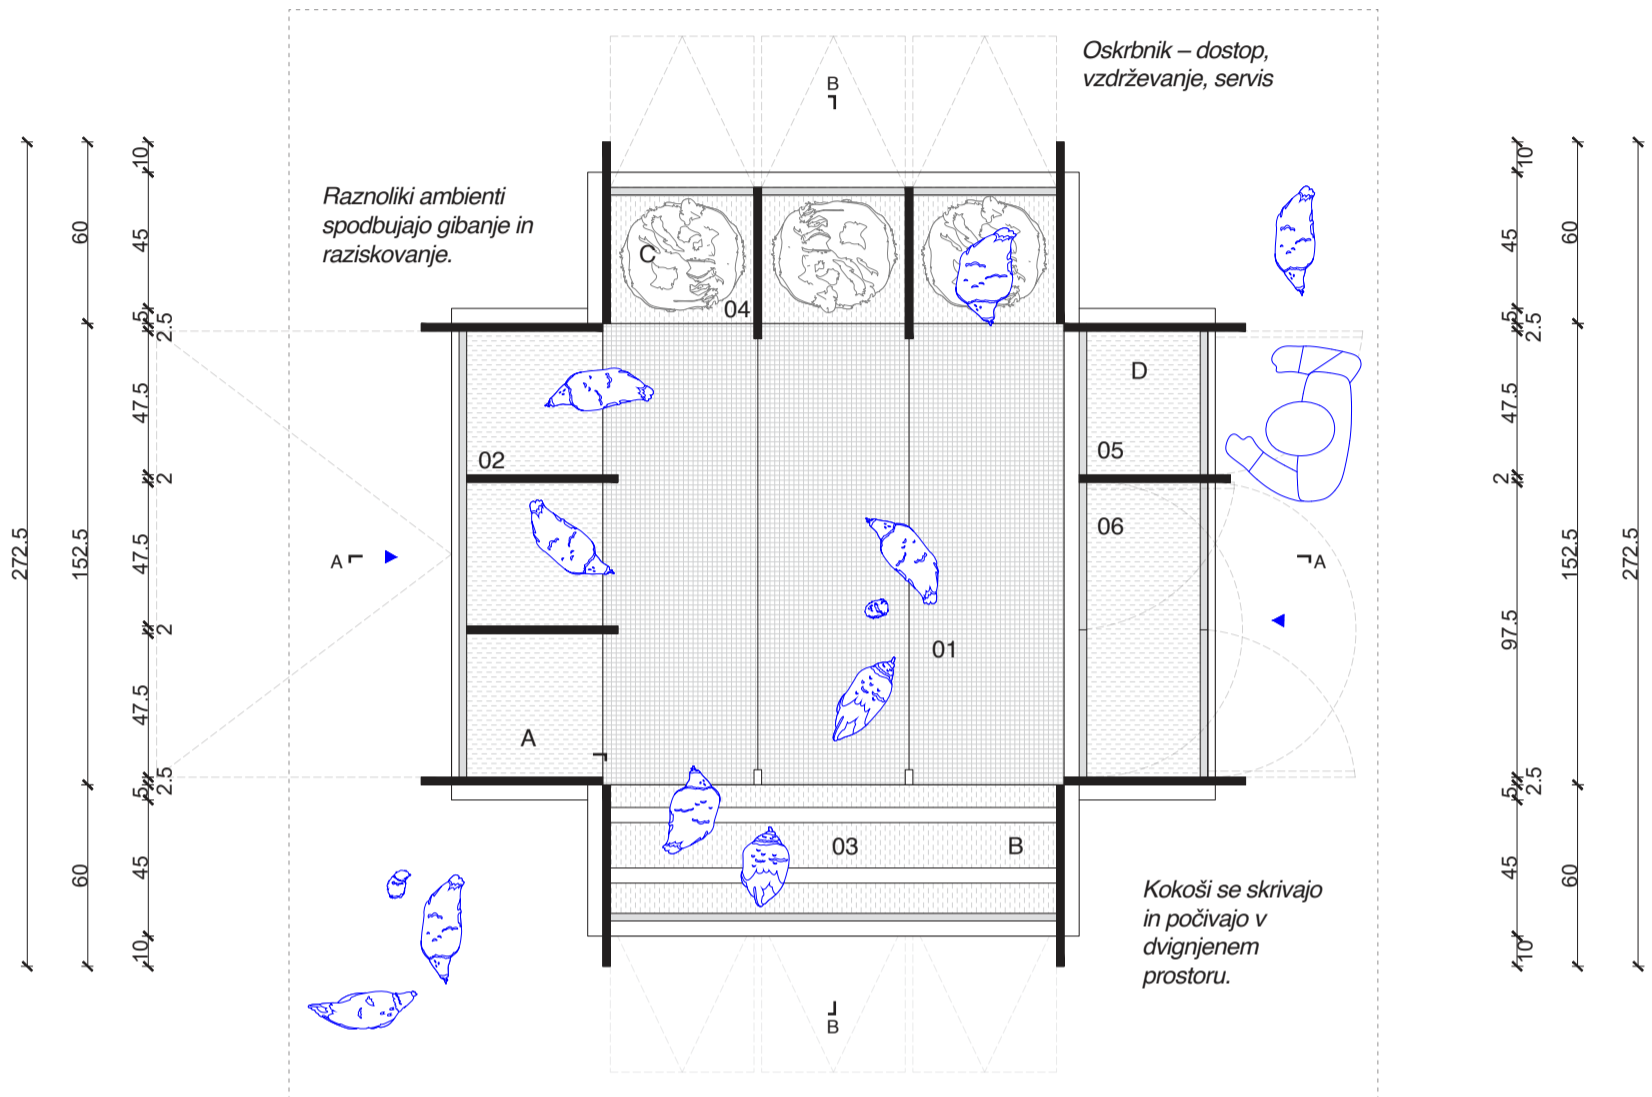 Oskrbnik – dostop,
vzdrževanje, servis
B
Raznoliki ambienti
spodbujajo gibanje in
raziskovanje.
C
04
D
02
05
06
A
A
01
A
03
B
Kokoši se skrivajo
in počivajo v
dvignjenem
prostoru.
B
272.5
60
152.5
60
10
45
5
2.5
47.5
2
47.5
2
47.5
2.5
5
45
10
10
45
5
2.5
47.5
2
97.5
2.5
5
45
10
60
152.5
60
272.5